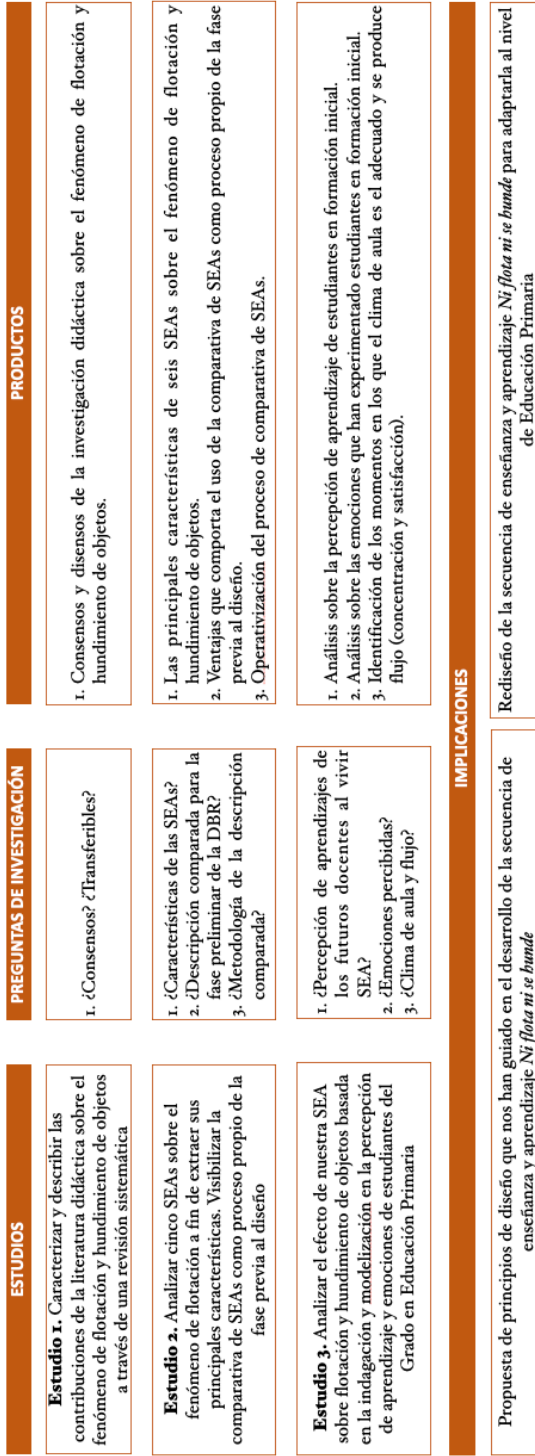 ESTUDIOS
PREGUNTAS DE INVESTIGACIÓN
PRODUCTOS
Estudio 1. Caracterizar y describir las
contribuciones de la literatura didáctica sobre el
fenómeno de flotación y hundimiento de objetos
a través de una revisión sistemática
1. ¿Consensos? ¿Transferibles?
1. Consensos y disensos de la investigación didáctica sobre el fenómeno de flotación y
hundimiento de objetos.
Estudio 2. Analizar cinco SEAs sobre el
fenómeno de flotación a fin de extraer sus
principales características. Visibilizar la
comparativa de SEAs como proceso propio de la
fase previa al diseño
1. ¿Características de las SEAs?
2. ¿Descripción comparada para la
fase preliminar de la DBR?
3. ¿Metodología de la descripción
comparada?
1. Las principales características de seis SEAs sobre el fenómeno de flotación y
hundimiento de objetos.
2. Ventajas que comporta el uso de la comparativa de SEAs como proceso propio de la fase
previa al diseño.
3. Operativización del proceso de comparativa de SEAs.
Estudio 3. Analizar el efecto de nuestra SEA
sobre flotación y hundimiento de objetos basada
en la indagación y modelización en la percepción
de aprendizaje y emociones de estudiantes del
Grado en Educación Primaria
1. ¿Percepción de aprendizajes de
los futuros docentes al vivir
SEA?
2. ¿Emociones percibidas?
3. ¿Clima de aula y flujo?
1. Análisis sobre la percepción de aprendizaje de estudiantes en formación inicial.
2. Análisis sobre las emociones que han experimentado estudiantes en formación inicial.
3. Identificación de los momentos en los que el clima de aula es el adecuado y se produce
flujo (concentración y satisfacción).
IMPLICACIONES
Propuesta de principios de diseño que nos han guiado en el desarrollo de la secuencia de
enseñanza y aprendizaje Ni flota ni se hunde
Rediseño de la secuencia de enseñanza y aprendizaje Ni flota ni se hunde para adaptarla al nivel
de Educación Primaria